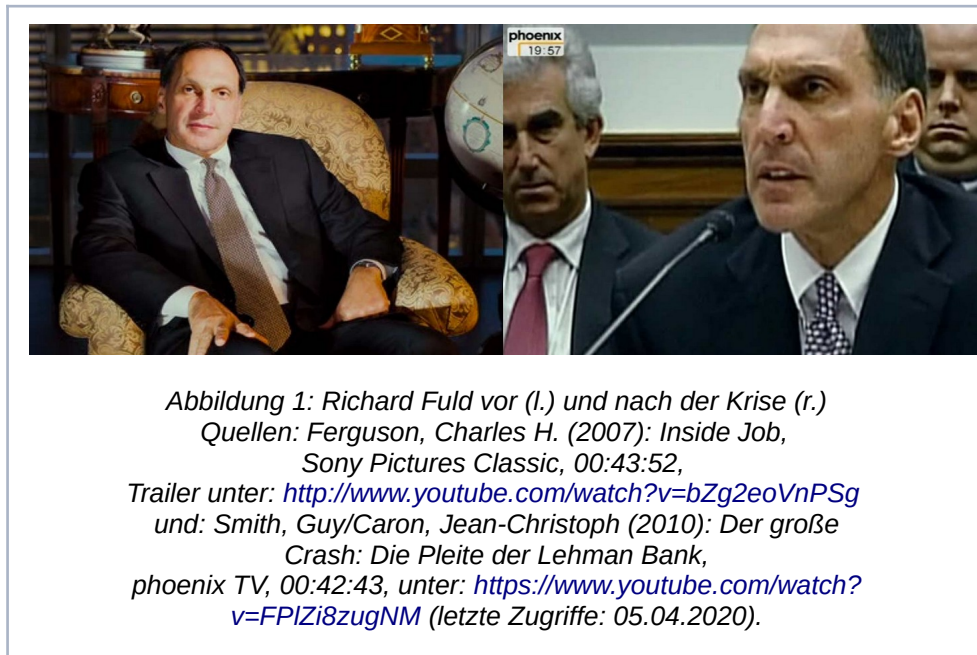 phoenix
19:57
Abbildung 1: Richard Fuld vor (l.) und nach der Krise (r.)
Quellen: Ferguson, Charles H. (2007): Inside Job,
Sony Pictures Classic, 00:43:52,
Trailer unter: http://www.youtube.com/watch?v=bZg2eoVnPSg
und: Smith, Guy/Caron, Jean-Christoph (2010): Der große
Crash: Die Pleite der Lehman Bank,
phoenix TV, 00:42:43, unter: https://www.youtube.com/watch?
v=FPlZi8zugNM (letzte Zugriffe: 05.04.2020).